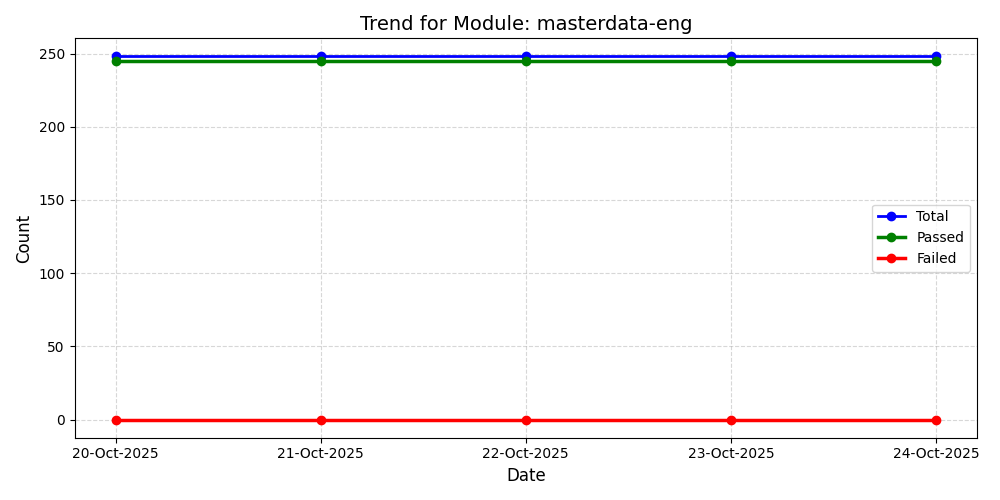 Trend for Module: masterdata-eng
Count
250
200
150
100
50
0
Total
Passed
Failed
20-Oct-2025
21-Oct-2025
22-Oct-2025
23-Oct-2025
24-Oct-2025
Date